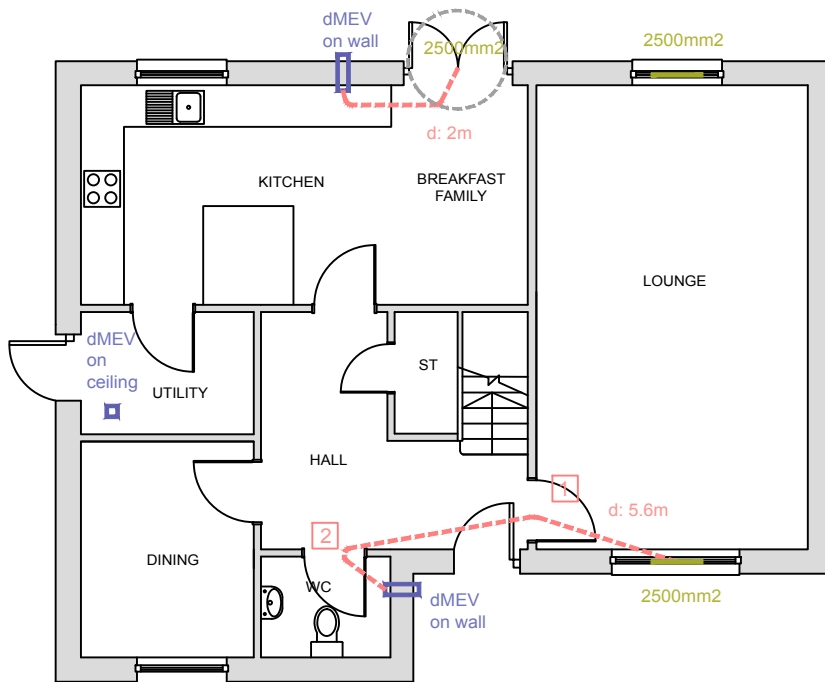 dMEV
on wall
2500mm2
2500mm2
d: 2m
KITCHEN
BREAKFAST
FAMILY
LOUNGE
dMEV
on
ceiling
UTILITY
ST
HALL
1
d: 5.6m
2
DINING
WC
dMEV
on wall
2500mm2